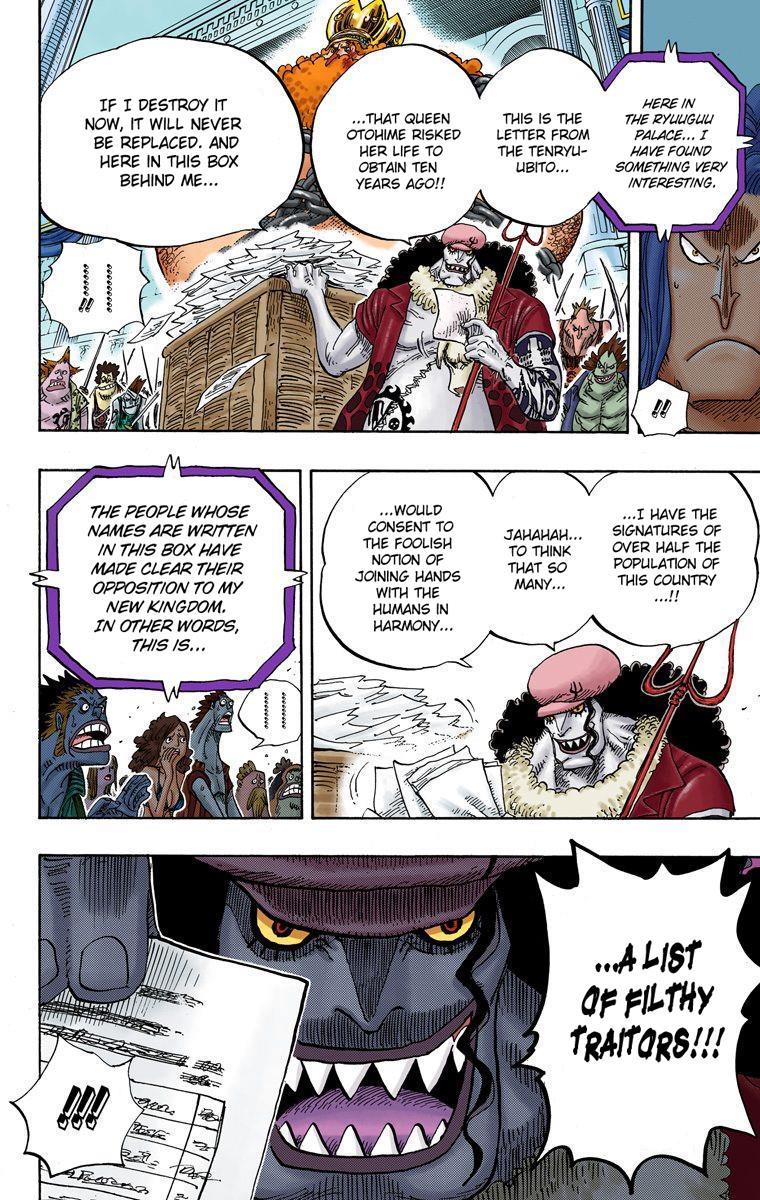 HERE IN
THE RYUUGUU
PALACE... I
HAVE FOUND
SOMETHING VERY
INTERESTING.
THIS IS THE
LETTER FROM
THE TENRYU-
UBITO...
...THAT QUEEN
OTOHIME RISKED
HER LIFE TO
OBTAIN TEN
YEARS AGO!!
IF I DESTROY IT
NOW, IT WILL NEVER
BE REPLACED. AND
HERE IN THIS BOX
BEHIND ME...
!!
...I HAVE THE
SIGNATURES OF
OVER HALF THE
POPULATION OF
THIS COUNTRY
...!!
JAHAHAH...
TO THINK
THAT SO
MANY...
...WOULD
CONSENT TO
THE FOOLISH
NOTION OF
JOINING HANDS
WITH THE
HUMANS IN
HARMONY...
THE PEOPLE WHOSE
NAMES ARE WRITTEN
IN THIS BOX HAVE
MADE CLEAR THEIR
OPPOSITION TO MY
NEW KINGDOM.
IN OTHER WORDS,
THIS IS...
...A LIST
OF FILTHY
TRAITORS!!!
!!!